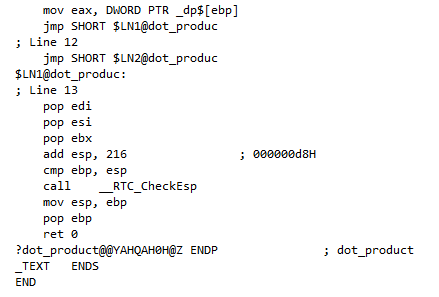 mov eax, DWORD PTR _dp$[ebp]
jmp SHORT $LN1@dot_produc
; Line 12
jmp SHORT $LN2@dot_produc
$LN1@dot_produc:
; Line 13
pop edi
pop esi
pop ebx
add esp, 216 ; 000000d8H
cmp ebp, esp
call __RTC_CheckEsp
mov esp, ebp
pop ebp
ret 0
?dot_product@@YAHQAH0H@Z ENDP ; dot_product
_TEXT ENDS
END